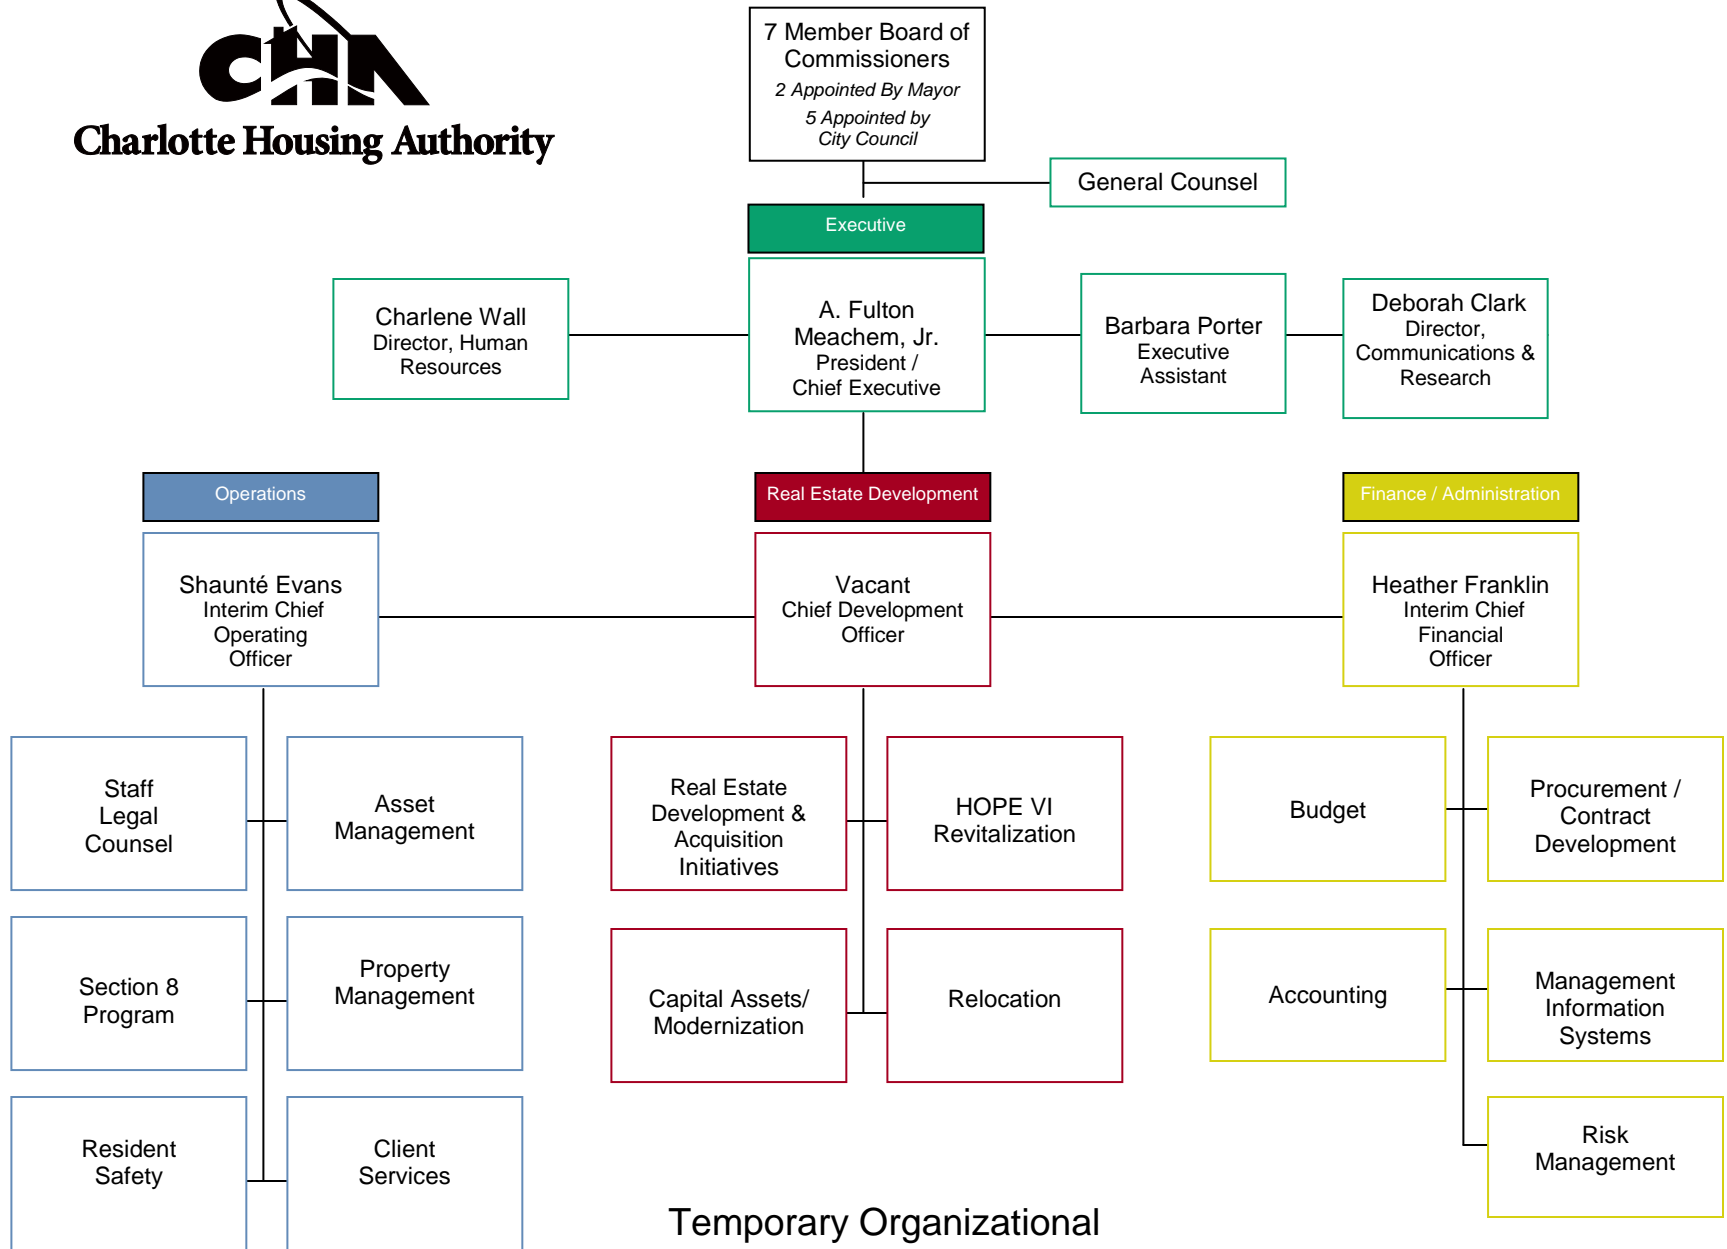 CHA
Charlotte Housing Authority
7 Member Board of
Commissioners
2 Appointed By Mayor
5 Appointed by
City Council
General Counsel
Executive
Charlene Wall
Director, Human
Resources
A. Fulton
Meachem, Jr.
President /
Chief Executive
Barbara Porter
Executive
Assistant
Deborah Clark
Director,
Communications &
Research
Operations
Real Estate Development
Finance / Administration
Shaunté Evans
Interim Chief
Operating
Officer
Vacant
Chief Development
Officer
Heather Franklin
Interim Chief
Financial
Officer
Staff
Legal
Counsel
Asset
Management
Real Estate
Development &
Acquisition
Initiatives
HOPE VI
Revitalization
Budget
Procurement /
Contract
Development
Section 8
Program
Property
Management
Capital Assets/
Modernization
Relocation
Accounting
Management
Information
Systems
Resident
Safety
Client
Services
Risk
Management
Temporary Organizational